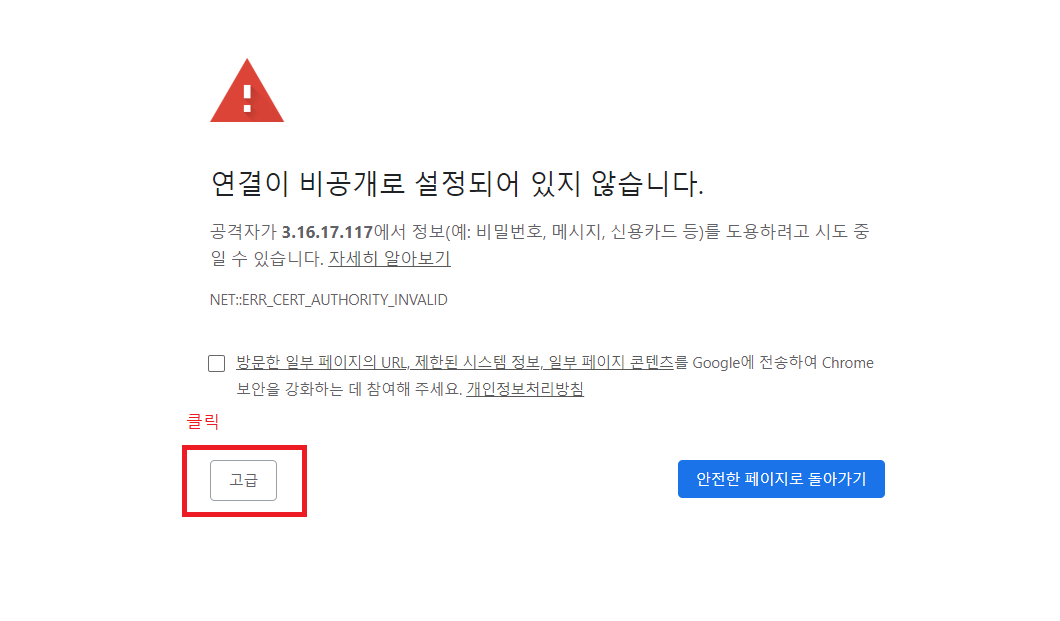 연결이 비공개로 설정되어 있지 않습니다.
공격자가 3.16.17.117에서 정보(예: 비밀번호, 메시지, 신용카드 등)를 도용하려고 시도 중
일 수 있습니다. 자세히 알아보기
NET::ERR_CERT_AUTHORITY_INVALID
방문한 일부 페이지의 URL, 제한된 시스템 정보, 일부 페이지 콘텐츠를 Google에 전송하여 Chrome
보안을 강화하는 데 참여해 주세요. 개인정보처리방침
클릭
고급
안전한 페이지로 돌아가기